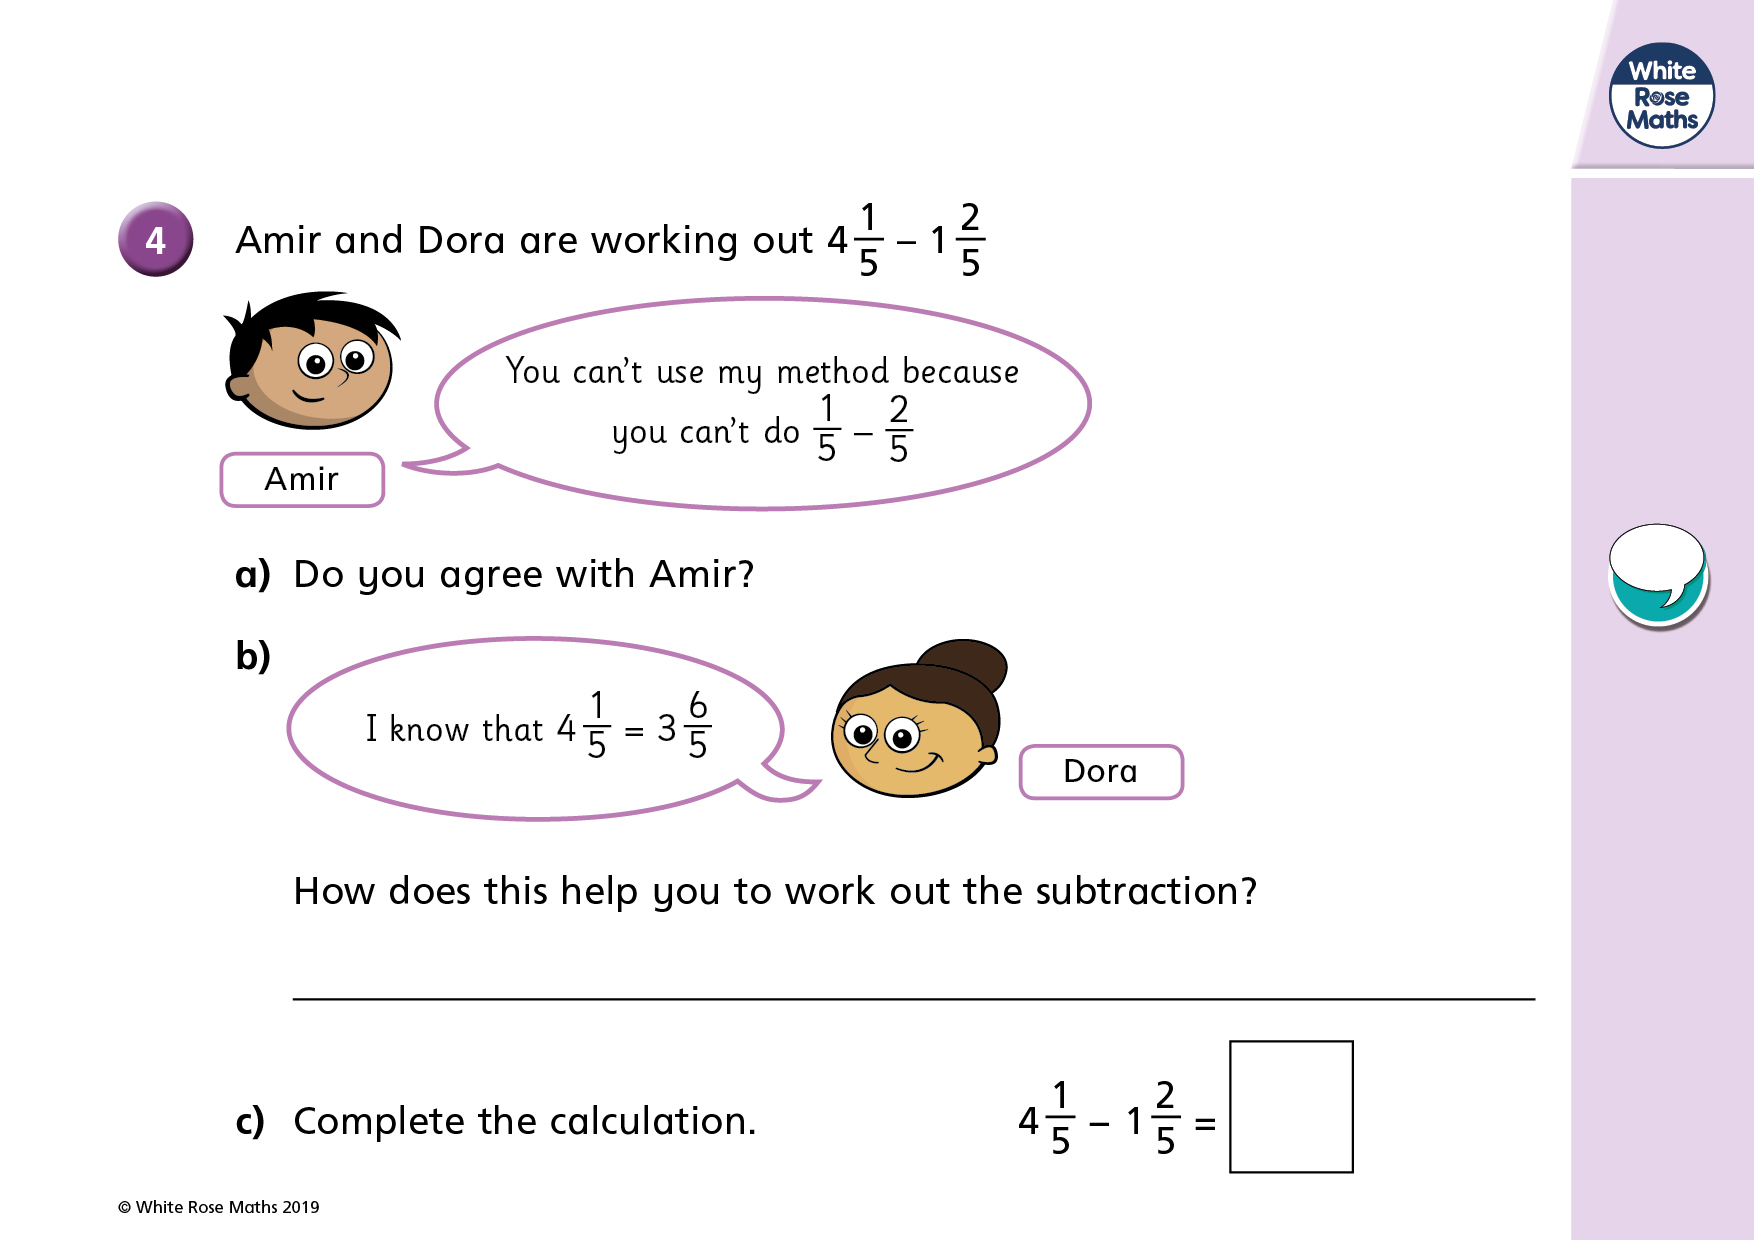 White
Rose
Maths
4 Amir and Dora are working out 4 1/5 – 1 2/5
You can’t use my method because
you can’t do 1/5 – 2/5
Amir
a) Do you agree with Amir?
b)
I know that 4 1/5 = 3 6/5
Dora
How does this help you to work out the subtraction?
c) Complete the calculation. 4 1/5 – 1 2/5 =
© White Rose Maths 2019